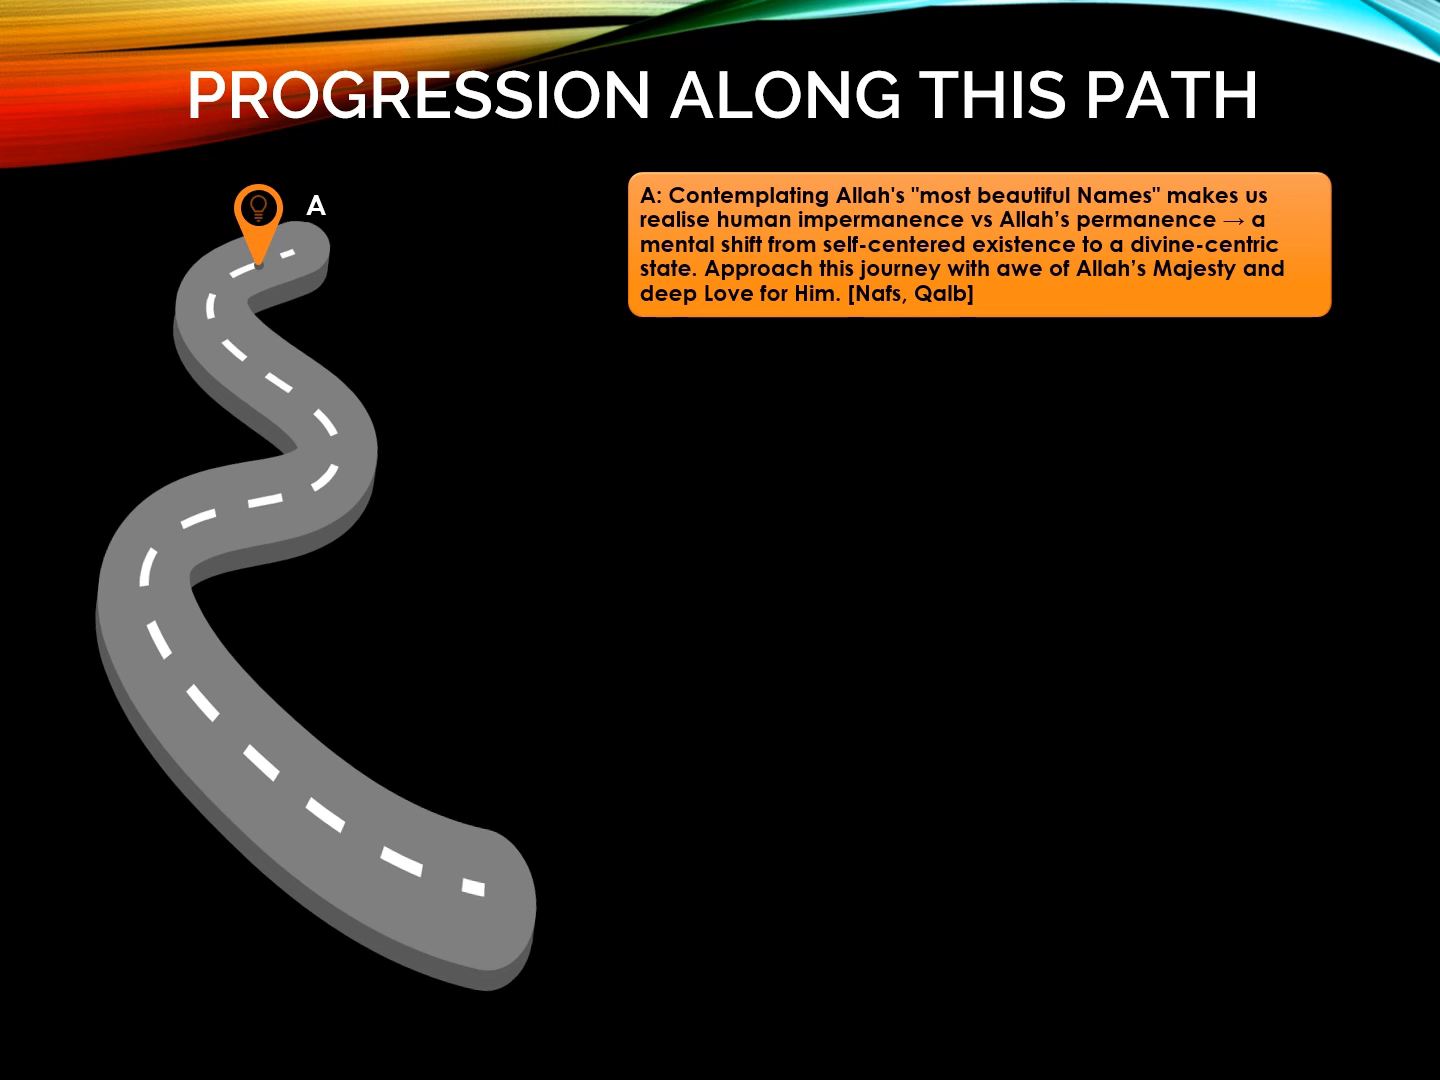 PROGRESSION ALONG THIS PATH
A
A: Contemplating Allah's "most beautiful Names" makes us
realise human impermanence vs Allah’s permanence → a
mental shift from self-centered existence to a divine-centric
state. Approach this journey with awe of Allah’s Majesty and
deep Love for Him. [Nafs, Qalb]